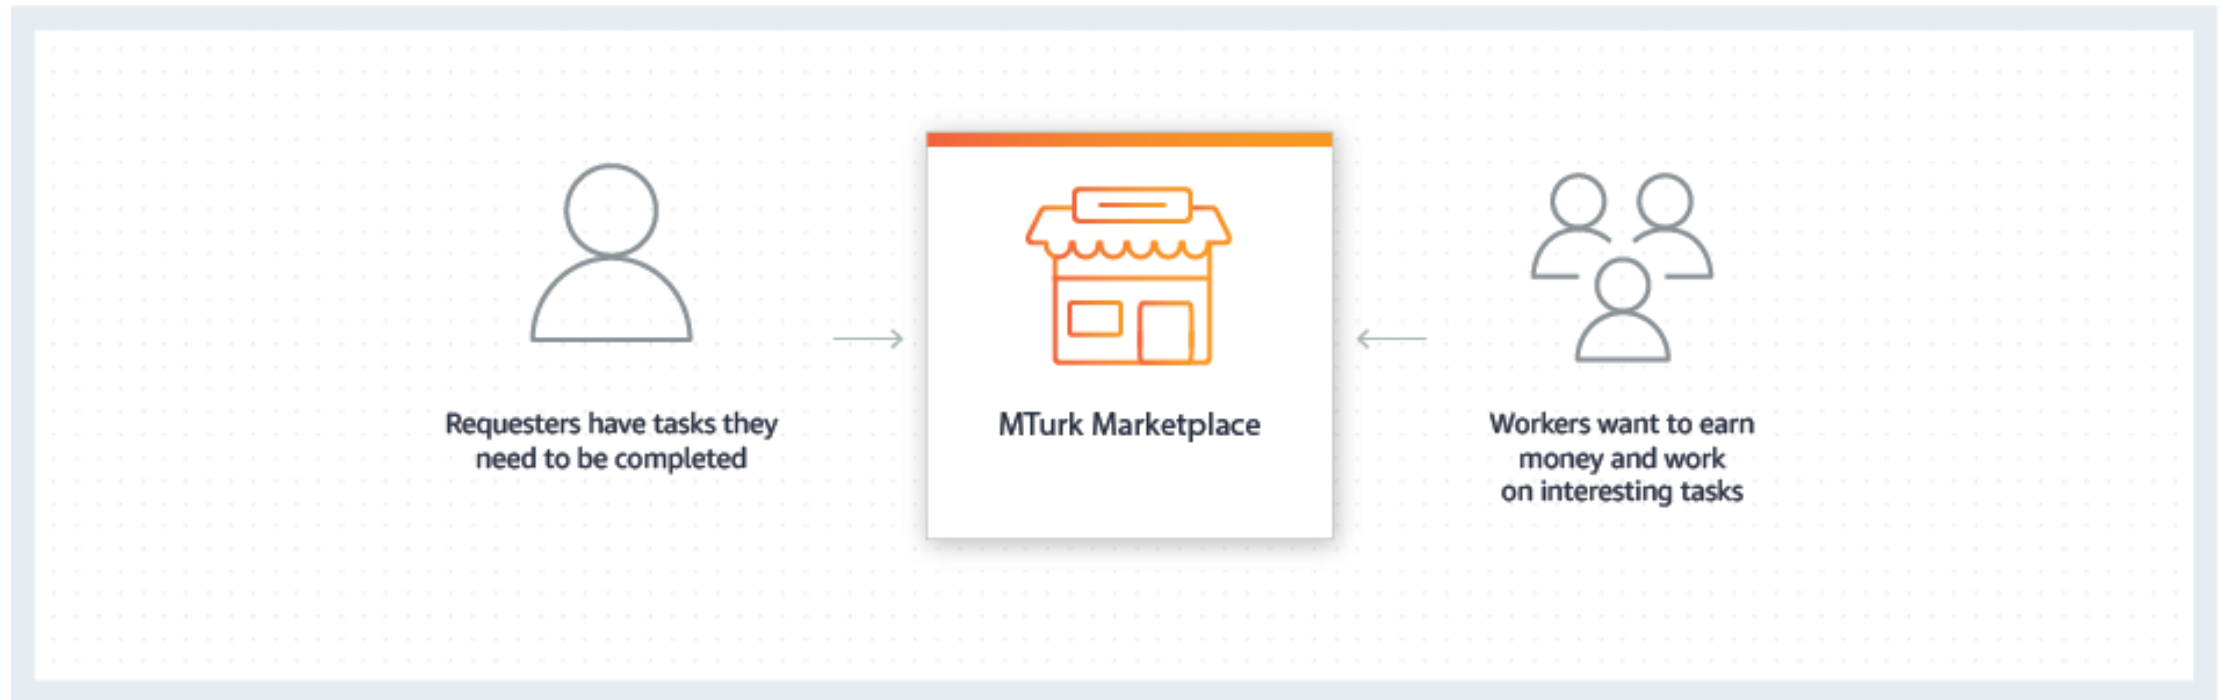 Requesters have tasks they
need to be completed
MTurk Marketplace
Workers want to earn
money and work
on interesting tasks